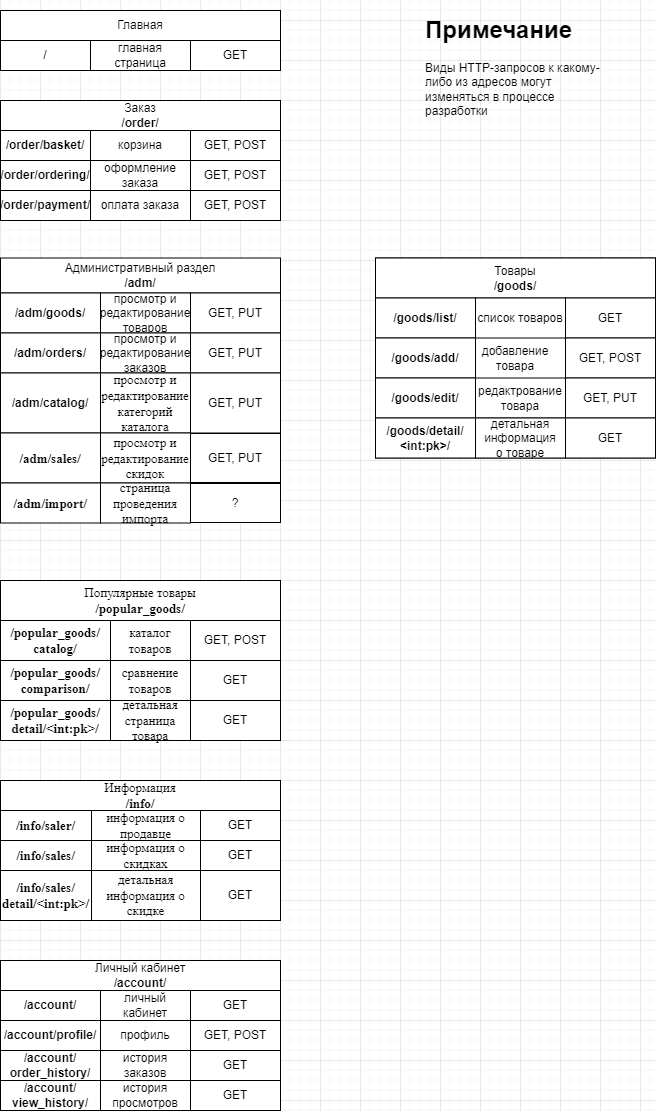 Главная
/
главная
страница
GET
Примечание
Виды HTTP-запросов к какому-
либо из адресов могут
изменяться в процессе
разработки
Заказ
/order/
/order/basket/
корзина
GET, POST
/order/ordering/
оформление
заказа
GET, POST
/order/payment/
оплата заказа
GET, POST
Административный раздел
/adm/
/adm/goods/
просмотр и
редактирование
товаров
GET, PUT
/adm/orders/
просмотр и
редактирование
заказов
GET, PUT
/adm/catalog/
просмотр и
редактирование
категорий
каталога
GET, PUT
/adm/sales/
просмотр и
редактирование
скидок
GET, PUT
/adm/import/
страница
проведения
импорта
?
Товары
/goods/
/goods/list/
список товаров
GET
/goods/add/
добавление
товара
GET, POST
/goods/edit/
редактрование
товара
GET, PUT
/goods/detail/
<int:pk>/
детальная
информация
о товаре
GET
Популярные товары
/popular_goods/
/popular_goods/
catalog/
каталог
товаров
GET, POST
/popular_goods/
comparison/
сравнение
товаров
GET
/popular_goods/
detail/<int:pk>/
детальная
страница
товара
GET
Информация
/info/
/info/saler/
информация о
продавце
GET
/info/sales/
информация о
скидках
GET
/info/sales/
detail/<int:pk>/
детальная
информация о
скидке
GET
Личный кабинет
/account/
/account/
личный
кабинет
GET
/account/profile/
профиль
GET, POST
/account/
order_history/
история
заказов
GET
/account/
view_history/
история
просмотров
GET